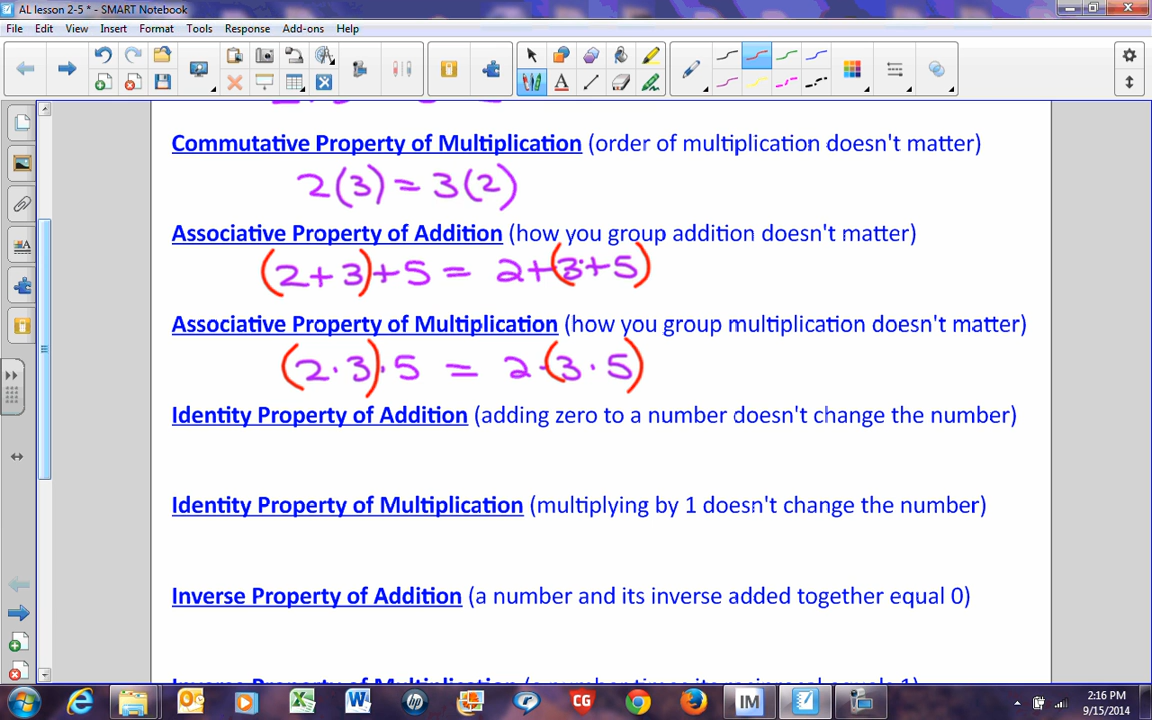 AL lesson 2-5 * - SMART Notebook
File Edit View Insert Format Tools Response Add-ons Help
Commutative Property of Multiplication (order of multiplication doesn't matter)
2(3) = 3(2)
Associative Property of Addition (how you group addition doesn't matter)
(2+3)+5 = 2+(3+5)
Associative Property of Multiplication (how you group multiplication doesn't matter)
(2·3)·5 = 2·(3·5)
Identity Property of Addition (adding zero to a number doesn't change the number)
Identity Property of Multiplication (multiplying by 1 doesn't change the number)
Inverse Property of Addition (a number and its inverse added together equal 0)
CG IM 2:16 PM
9/15/2014